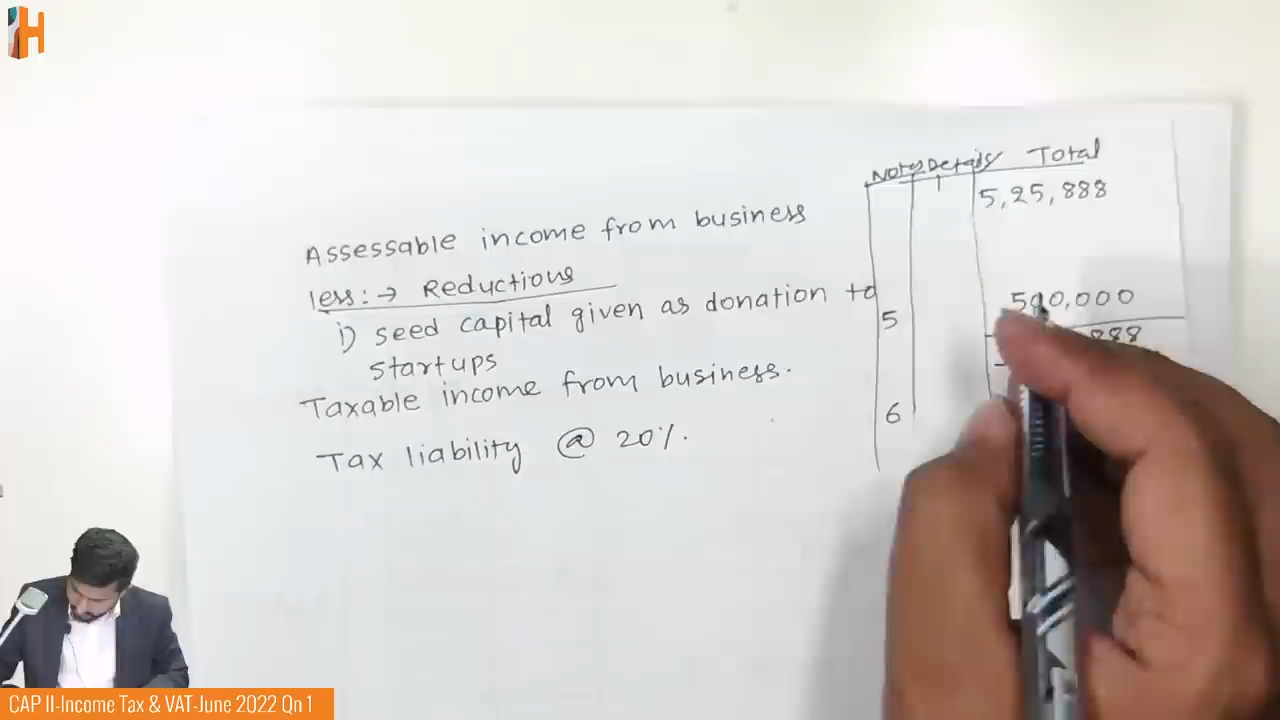 H
Notes Details Total
Assessable income from business 5,25,888
less:→ Reductions
i) seed capital given as donation to 5 500,000
startups 888
Taxable income from business.
Tax liability @ 20%. 6
CAP II-Income Tax & VAT-June 2022 Qn 1